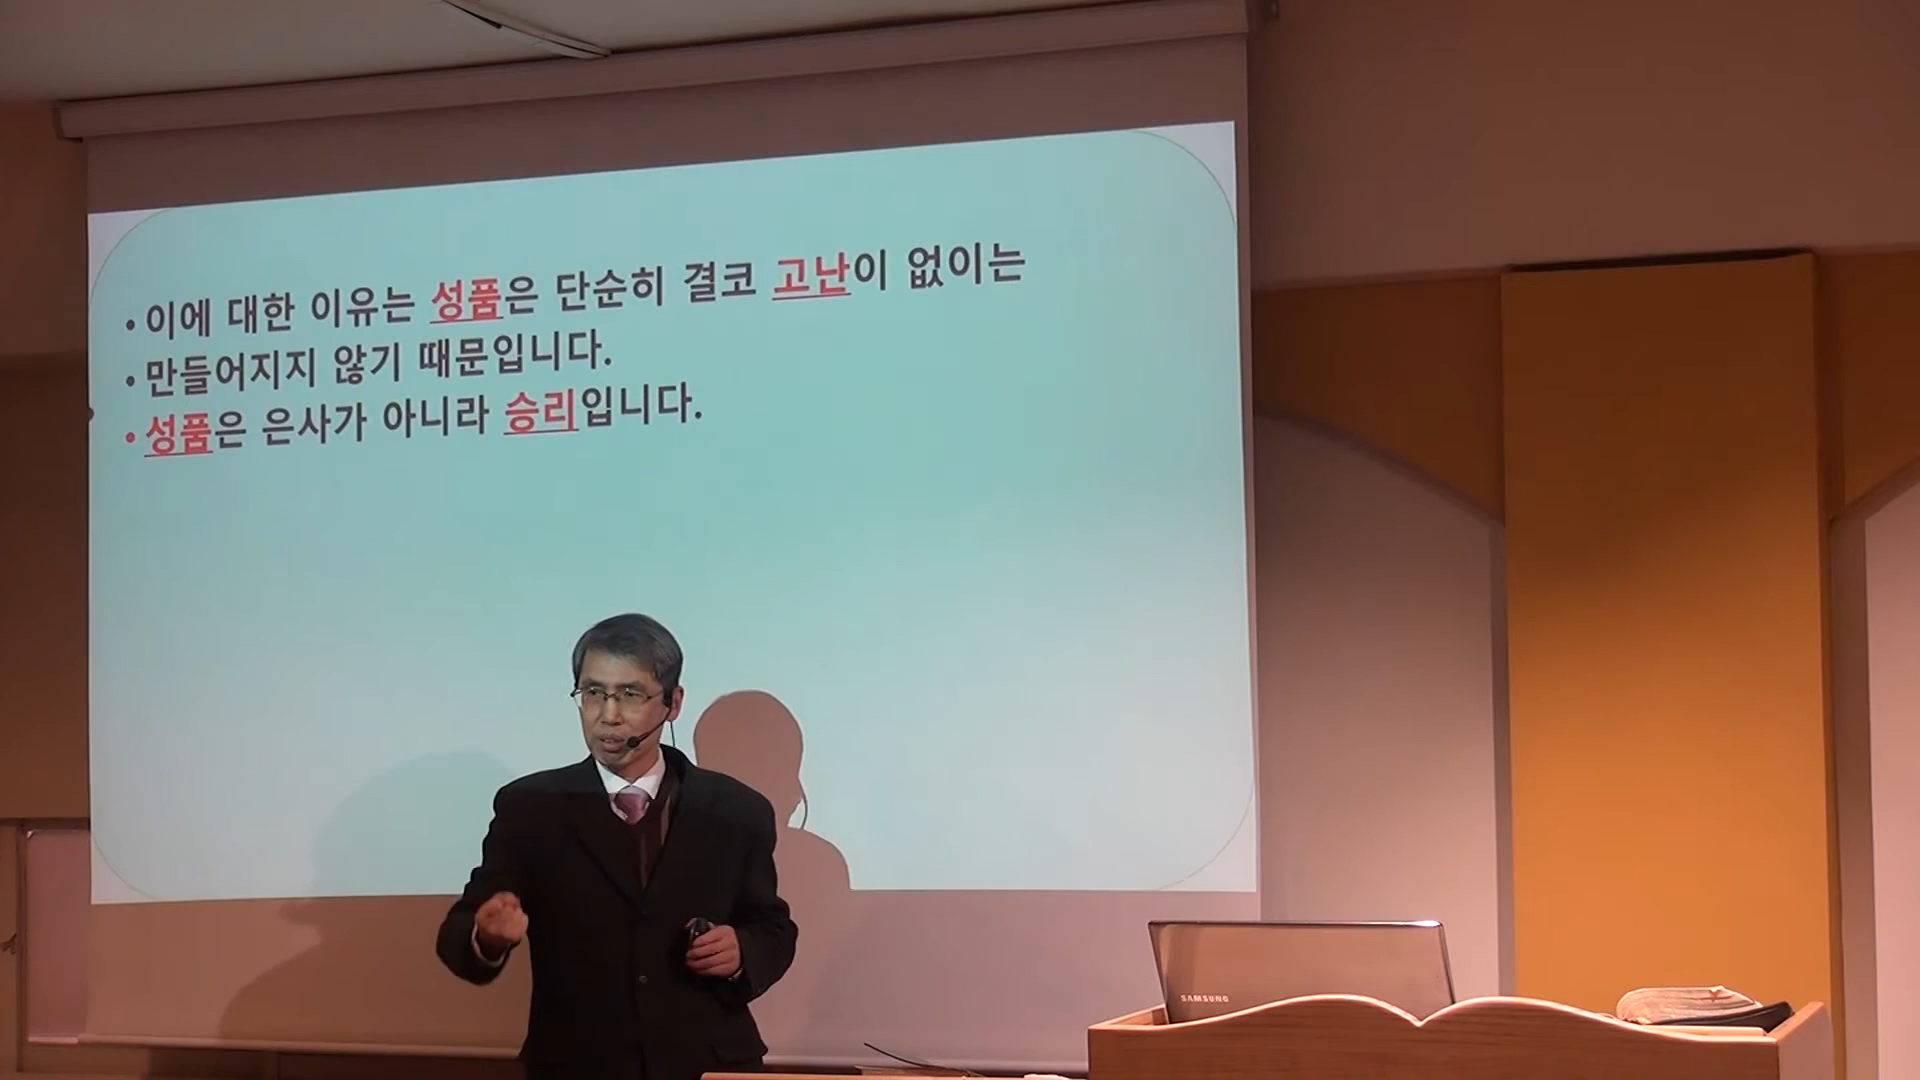 • 이에 대한 이유는 성품은 단순히 결코 고난이 없이는
• 만들어지지 않기 때문입니다.
• 성품은 은사가 아니라 승리입니다.
SAMSUNG